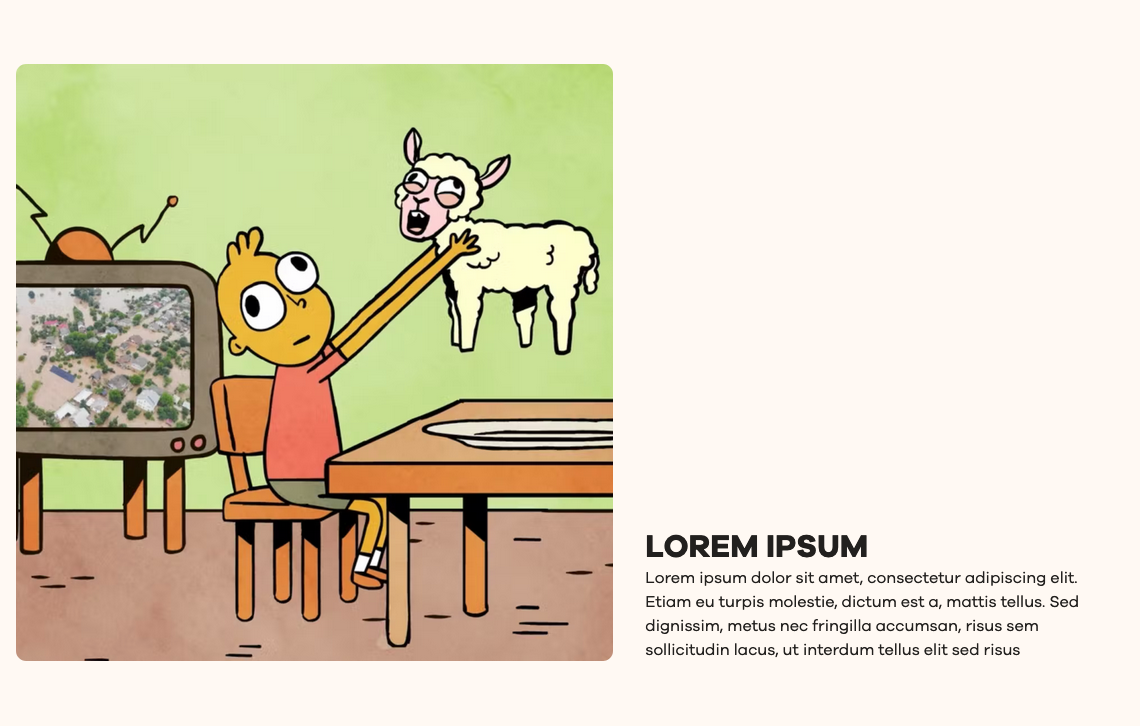 LOREM IPSUM
Lorem ipsum dolor sit amet, consectetur adipiscing elit.
Etiam eu turpis molestie, dictum est a, mattis tellus. Sed
dignissim, metus nec fringilla accumsan, risus sem
sollicitudin lacus, ut interdum tellus elit sed risus